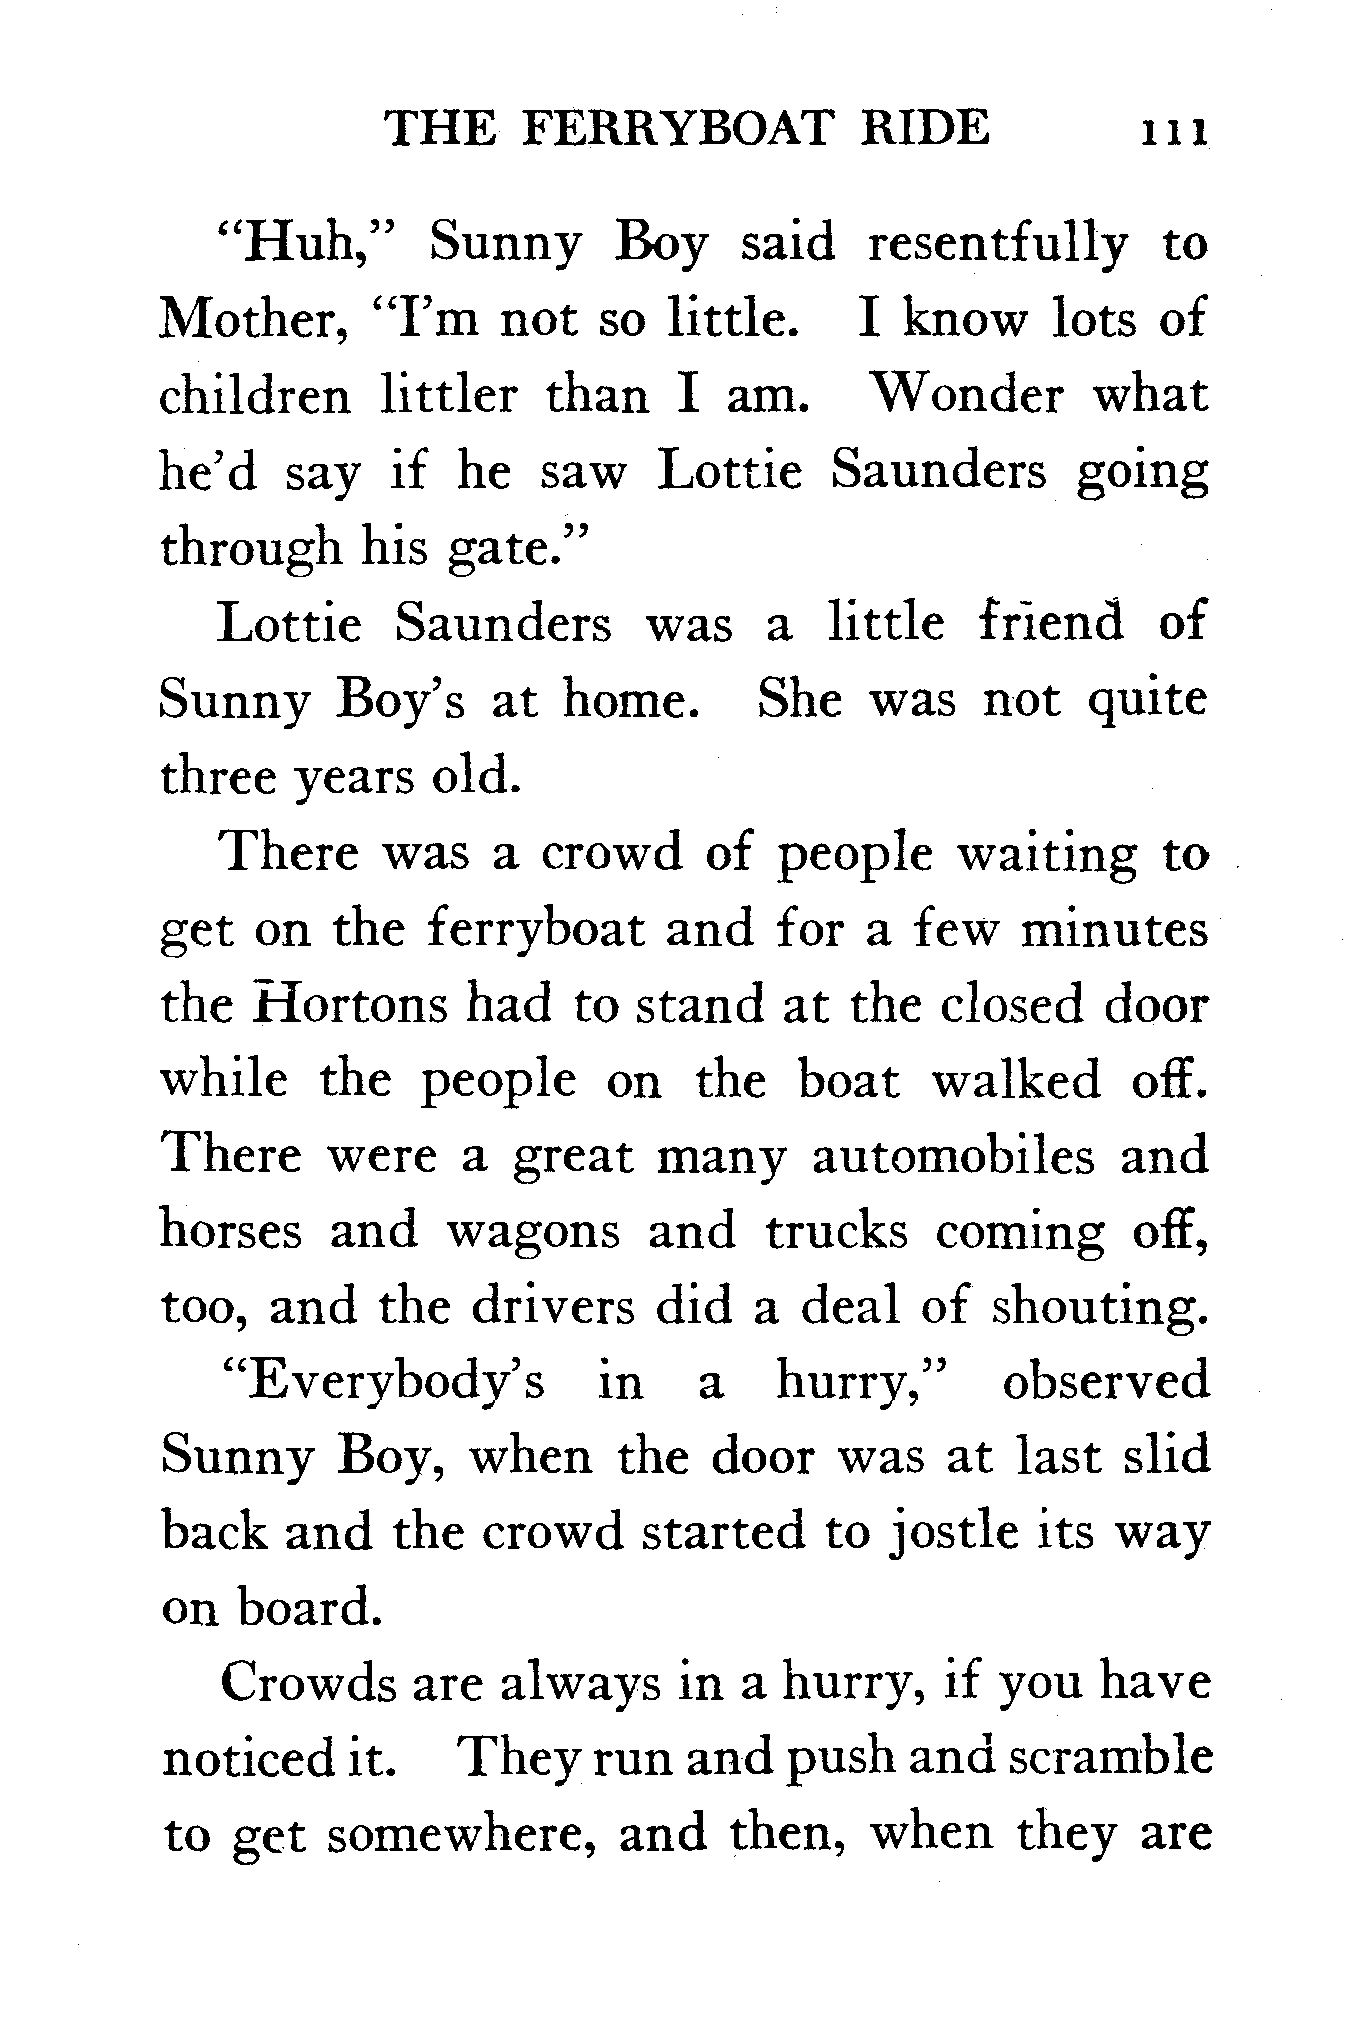 THE FERRYBOAT RIDE 111
“Huh,” Sunny Boy said resentfully to
Mother, “I’m not so little. I know lots of
children littler than I am. Wonder what
he’d say if he saw Lottie Saunders going
through his gate.”
Lottie Saunders was a little friend of
Sunny Boy’s at home. She was not quite
three years old.
There was a crowd of people waiting to
get on the ferryboat and for a few minutes
the Hortons had to stand at the closed door
while the people on the boat walked off.
There were a great many automobiles and
horses and wagons and trucks coming off,
too, and the drivers did a deal of shouting.
“Everybody’s in a hurry,” observed
Sunny Boy, when the door was at last slid
back and the crowd started to jostle its way
on board.
Crowds are always in a hurry, if you have
noticed it. They run and push and scramble
to get somewhere, and then, when they are